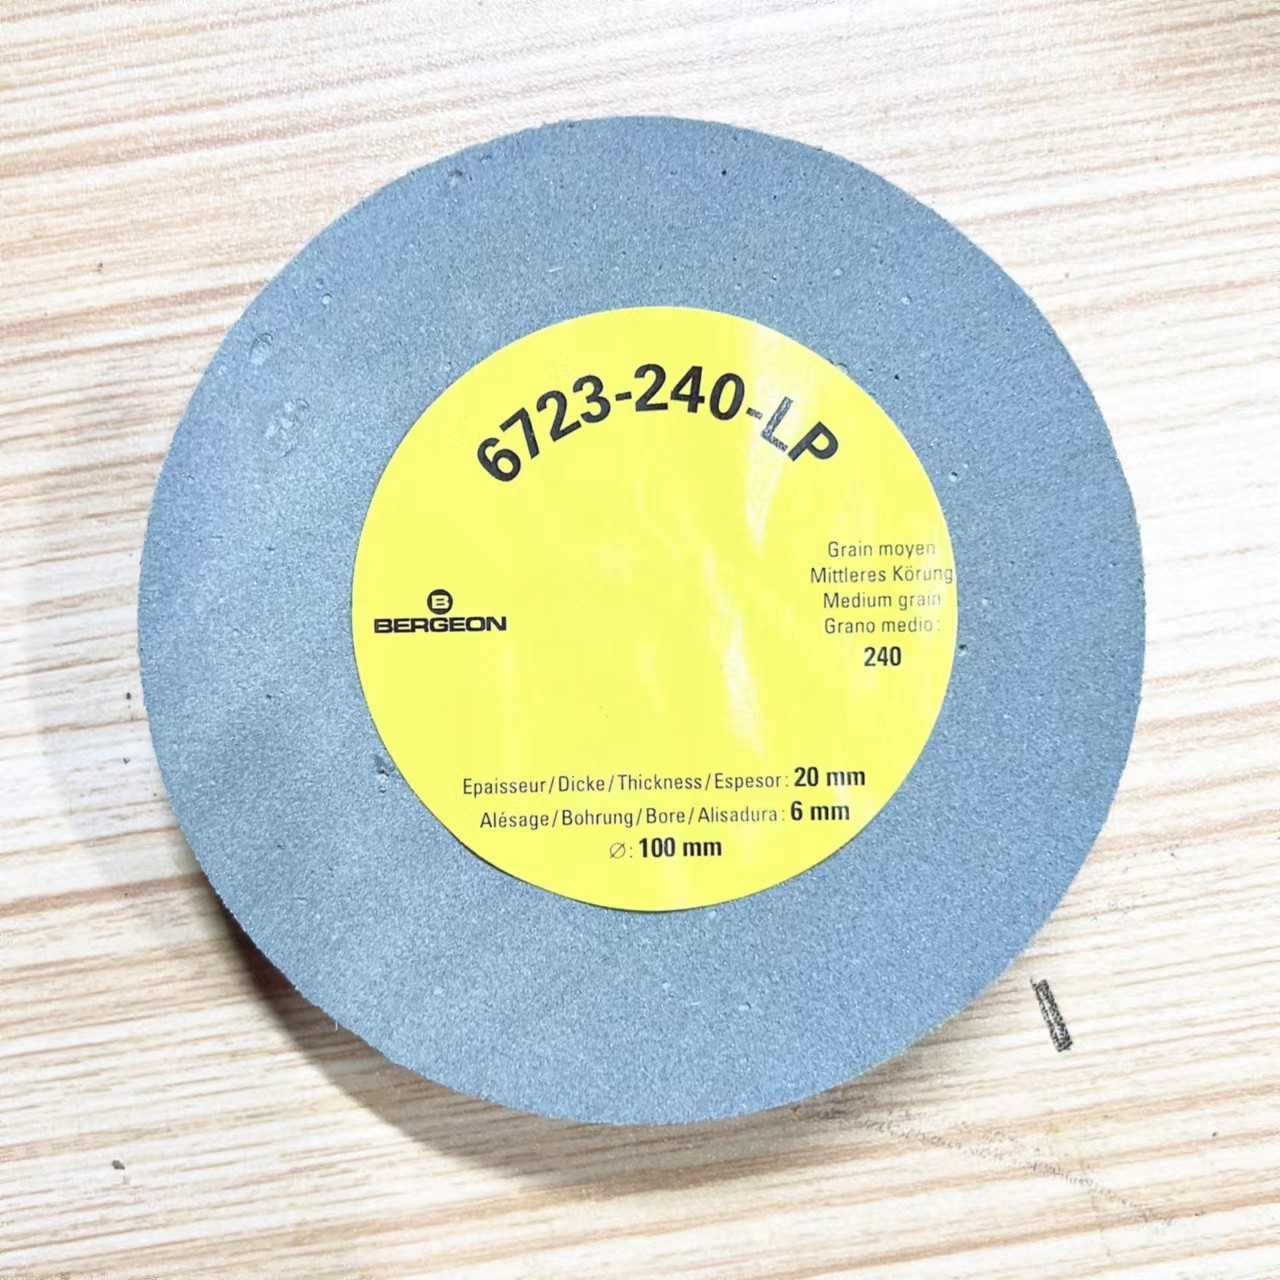 6723-240-LP
Grain moyen
Mittleres Körung
Medium grain
Grano medio:
240
B
BERGEON
Epaisseur/Dicke/Thickness/Espesor: 20 mm
Alésage/Bohrung/Bore/Alisadura: 6 mm
∅: 100 mm